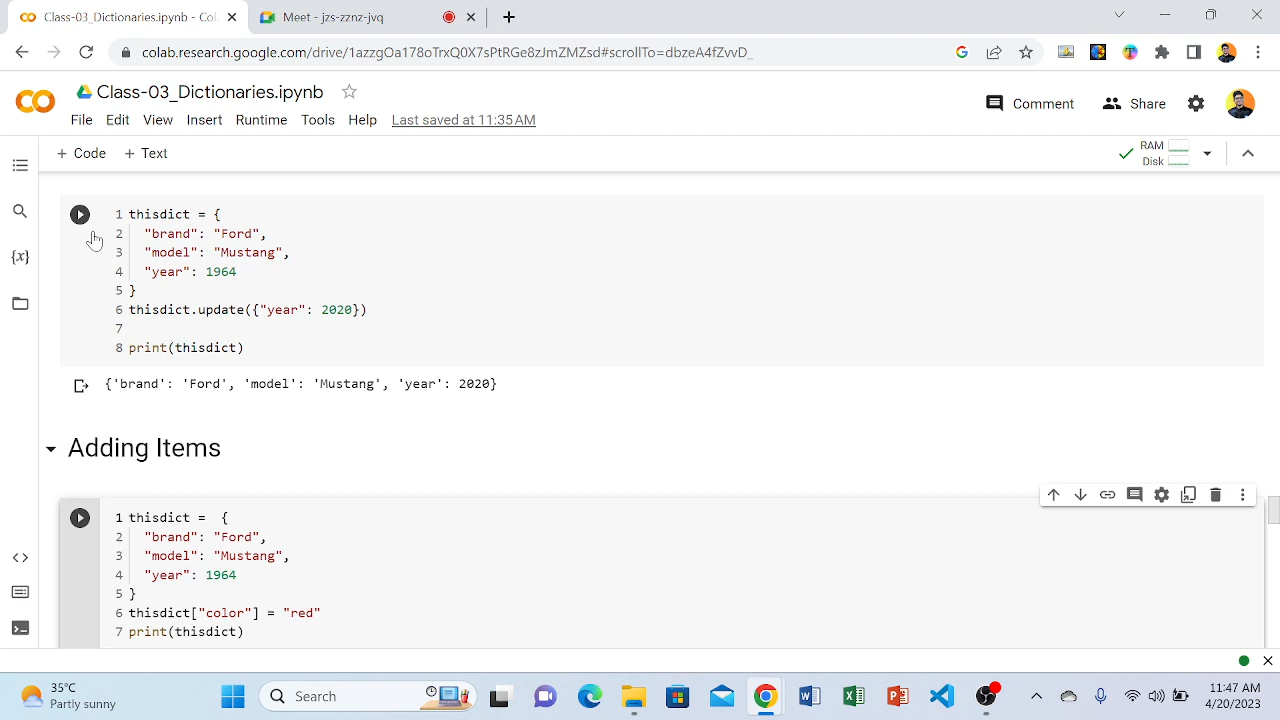 Class-03_Dictionaries.ipynb - Col
Meet - jzs-zznz-jvq
colab.research.google.com/drive/1azzgOa178oTrxQ0X7sPtRGe8zJmZMZsd#scrollTo=dbzeA4fZvvD_
Class-03_Dictionaries.ipynb
Comment
Share
File Edit View Insert Runtime Tools Help Last saved at 11:35 AM
+ Code + Text
RAM
Disk
1 thisdict = {
2 "brand": "Ford",
3 "model": "Mustang",
4 "year": 1964
5 }
6 thisdict.update({"year": 2020})
7
8 print(thisdict)
{'brand': 'Ford', 'model': 'Mustang', 'year': 2020}
Adding Items
1 thisdict = {
2 "brand": "Ford",
3 "model": "Mustang",
4 "year": 1964
5 }
6 thisdict["color"] = "red"
7 print(thisdict)
35°C
Partly sunny
Search
11:47 AM
4/20/2023